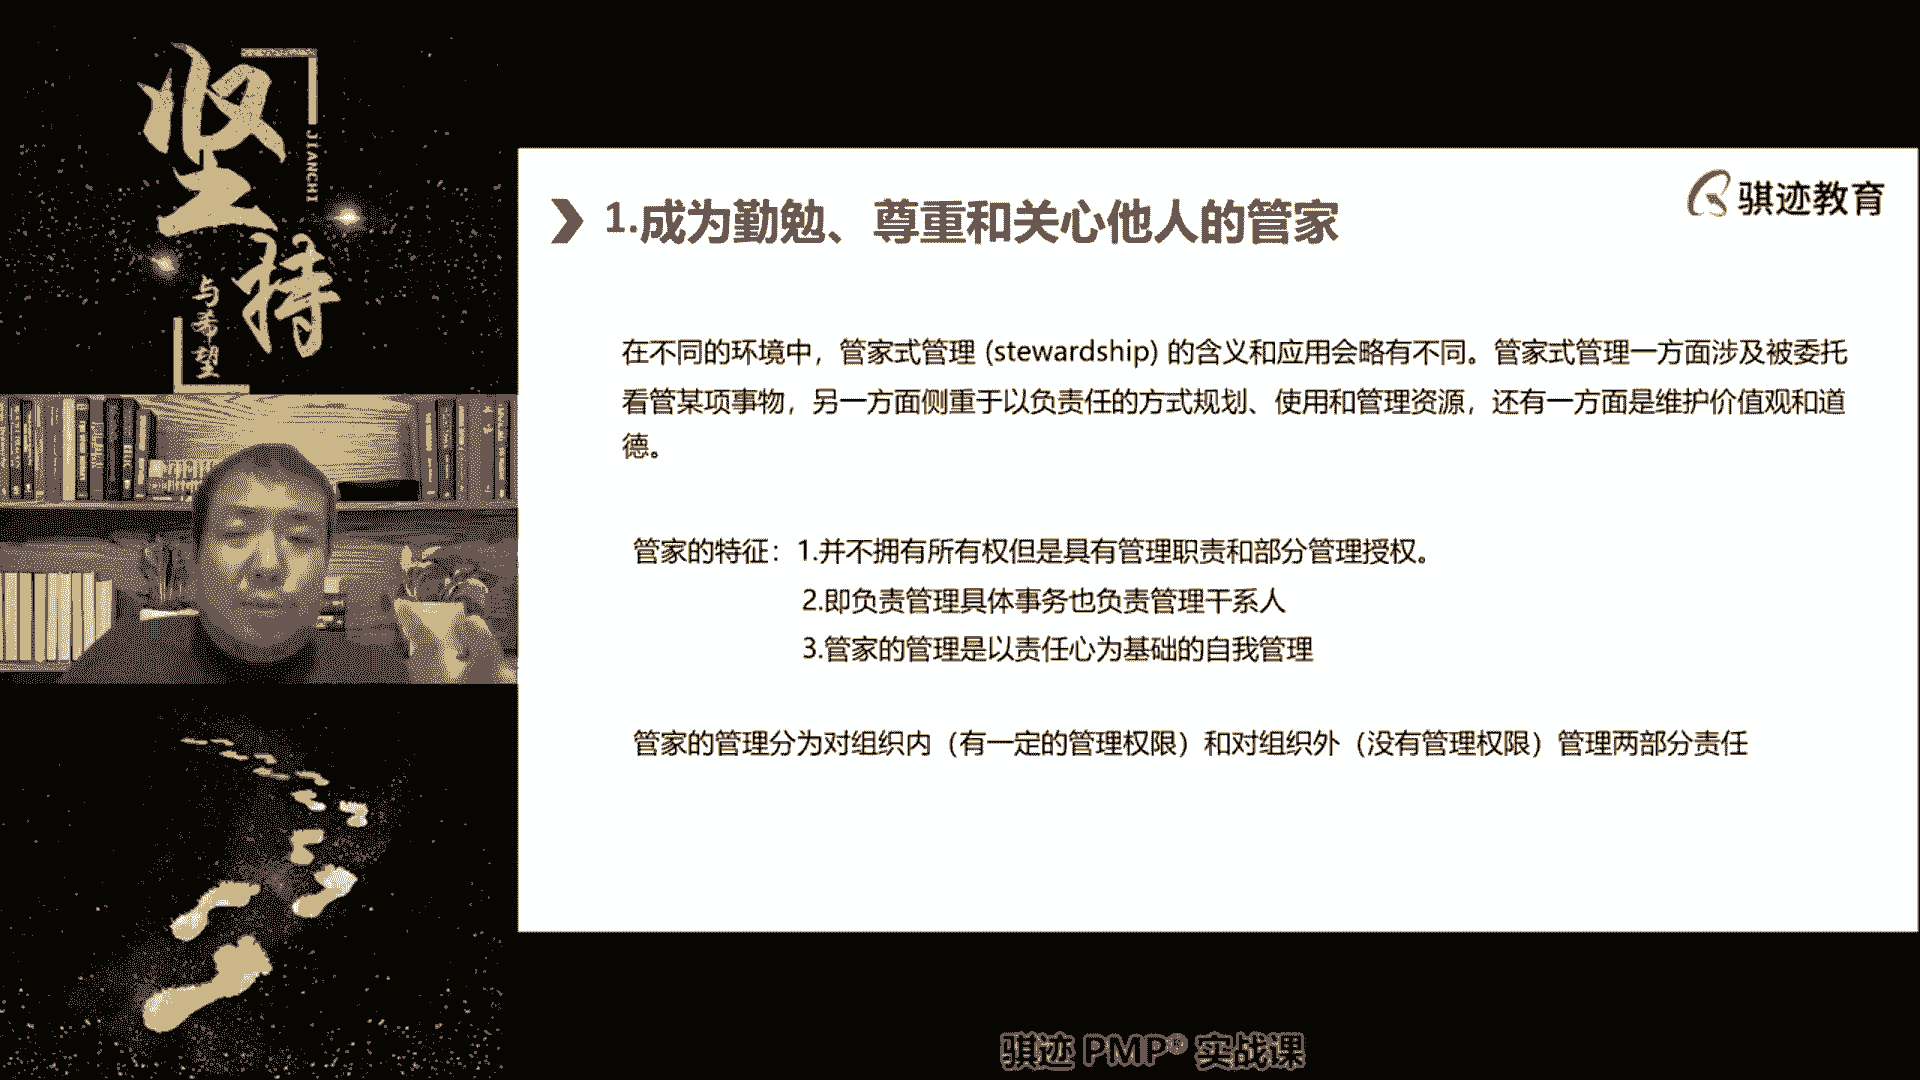 坚持
JIANCHI
与希望
骐迹教育
1.成为勤勉、尊重和关心他人的管家
在不同的环境中，管家式管理 (stewardship) 的含义和应用会略有不同。管家式管理一方面涉及被委托
看管某项事物，另一方面侧重于以负责任的方式规划、使用和管理资源，还有一方面是维护价值观和道
德。
管家的特征：1.并不拥有所有权但是具有管理职责和部分管理授权。
2.即负责管理具体事务也负责管理干系人
3.管家的管理是以责任心为基础的自我管理
管家的管理分为对组织内（有一定的管理权限）和对组织外（没有管理权限）管理两部分责任
骐迹 PMP® 实战课